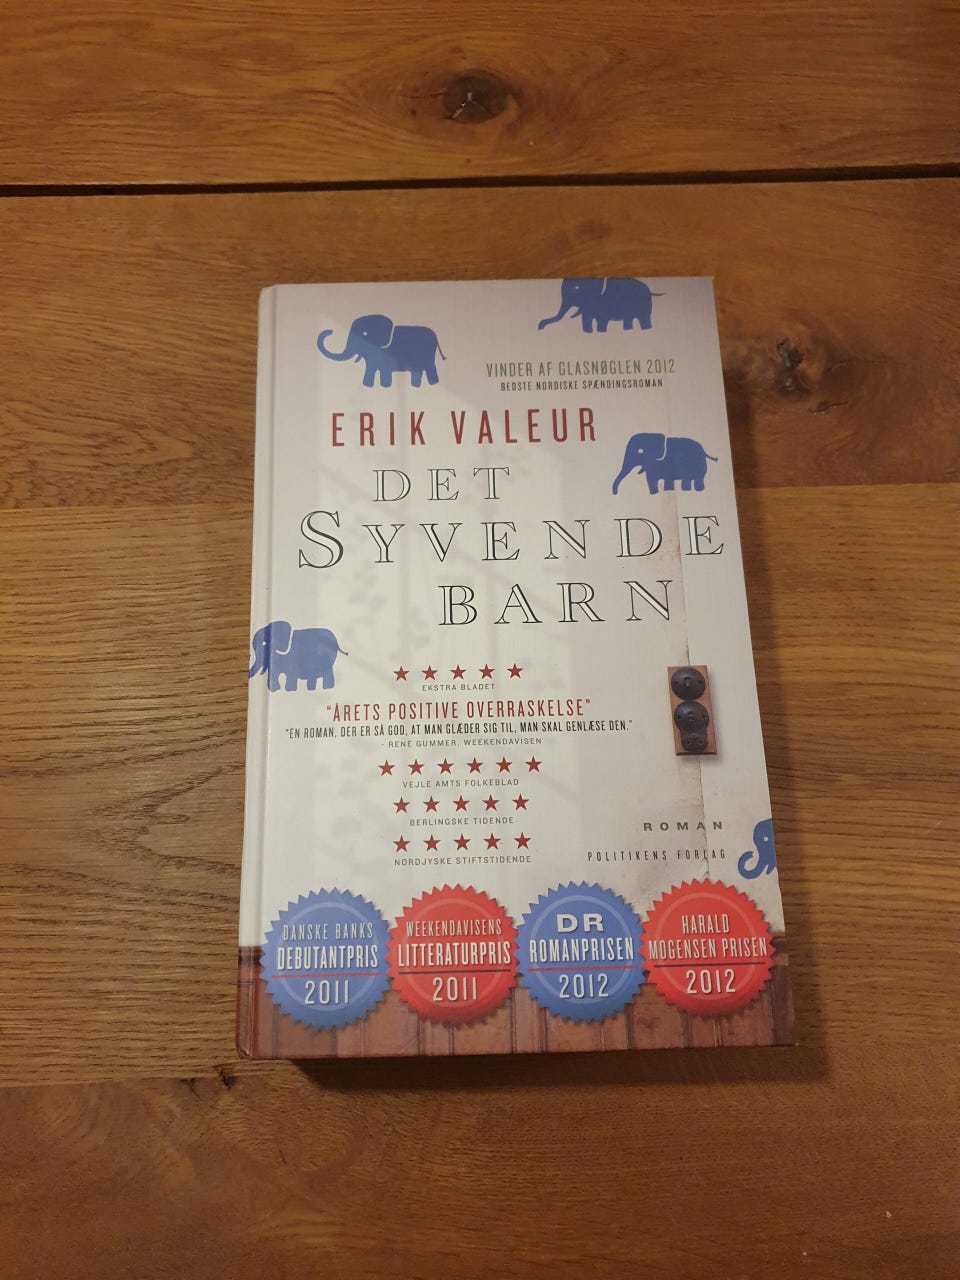 VINDER AF GLASNØGLEN 2012
BEDSTE NORDISKE SPÆNDINGSROMAN
ERIK VALEUR
DET
SYVENDE
BARN
EKSTRA BLADET
"ÅRETS POSITIVE OVERRASKELSE"
"EN ROMAN, DER ER SÅ GOD, AT MAN GLÆDER SIG TIL, MAN SKAL GENLÆSE DEN."
- RENÉ GUMMER, WEEKENDAVISEN
VEJLE AMTS FOLKEBLAD
BERLINGSKE TIDENDE
NORDJYSKE STIFTSTIDENDE
ROMAN
POLITIKENS FORLAG
DANSKE BANKS
DEBUTANTPRIS
2011
WEEKENDAVISENS
LITTERATURPRIS
2011
DR
ROMANPRISEN
2012
HARALD
MOGENSEN PRISEN
2012